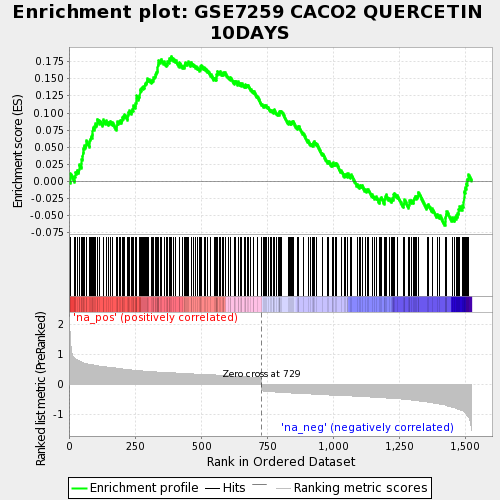 Enrichment plot: GSE7259 CACO2 QUERCETIN
10DAYS
Enrichment score (ES)
0.175
0.150
0.125
0.100
0.075
0.050
0.025
0.000
-0.025
-0.050
-0.075
'na_pos' (positively correlated)
Ranked list metric (PreRanked)
2
1
0
-1
Zero cross at 729
'na_neg' (negatively correlated)
0
250
500
750
1,000
1,250
1,500
Rank in Ordered Dataset
Enrichment profile
Hits
Ranking metric scores